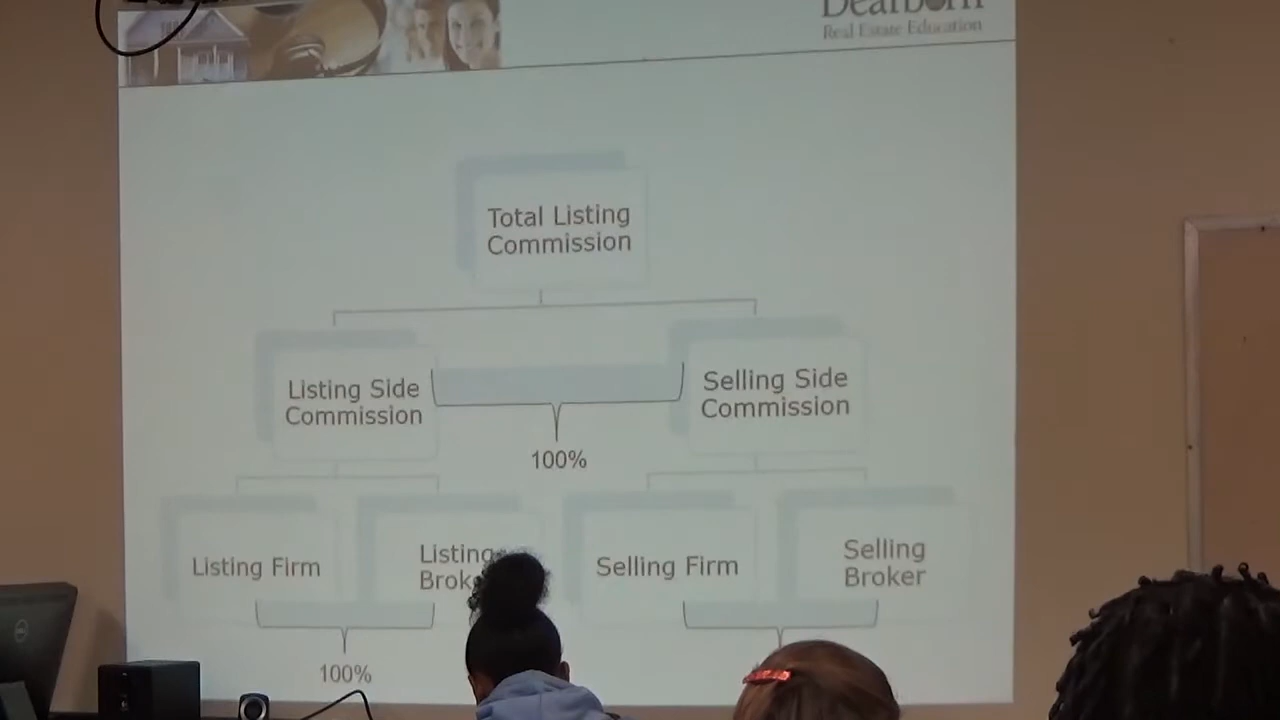 Dearborn
Real Estate Education
Total Listing
Commission
Listing Side
Commission
Selling Side
Commission
100%
Listing Firm
Listing
Selling Firm
Selling
Broker
100%